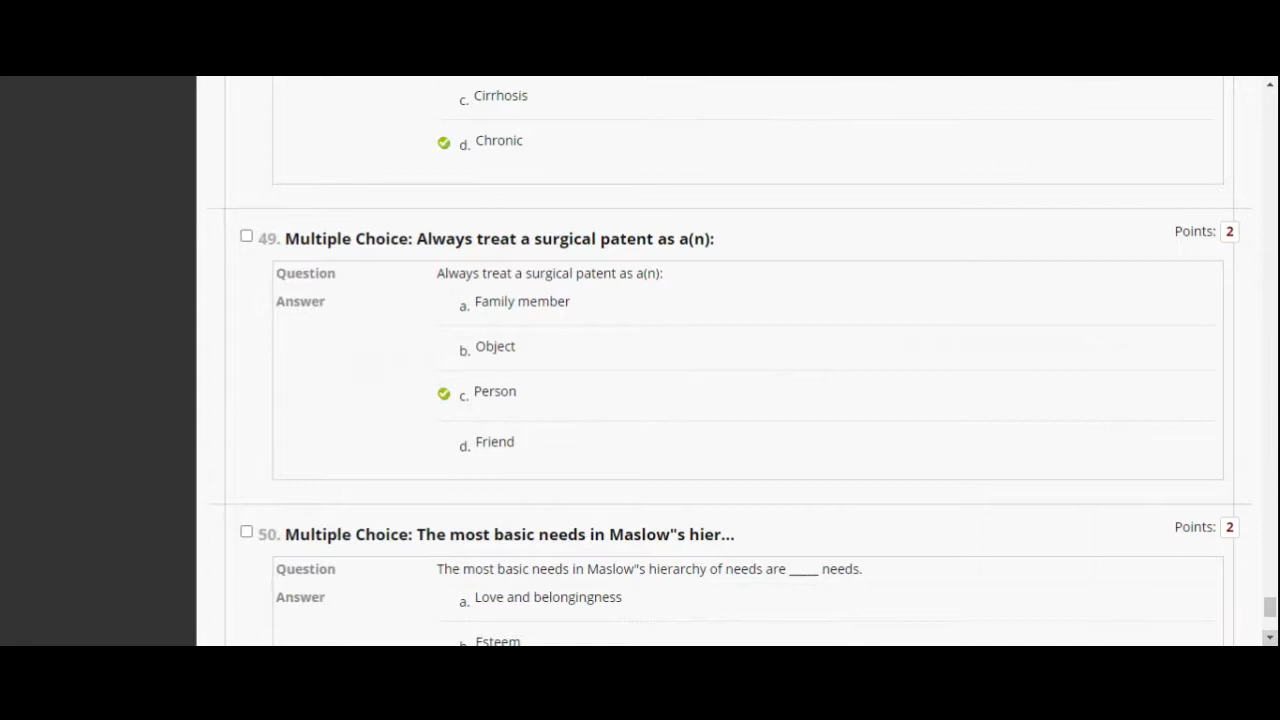 c. Cirrhosis
d. Chronic
49. Multiple Choice: Always treat a surgical patent as a(n):
Points: 2
Question Always treat a surgical patent as a(n):
Answer a. Family member
b. Object
c. Person
d. Friend
50. Multiple Choice: The most basic needs in Maslow"s hier...
Points: 2
Question The most basic needs in Maslow"s hierarchy of needs are _____ needs.
Answer a. Love and belongingness
b. Esteem